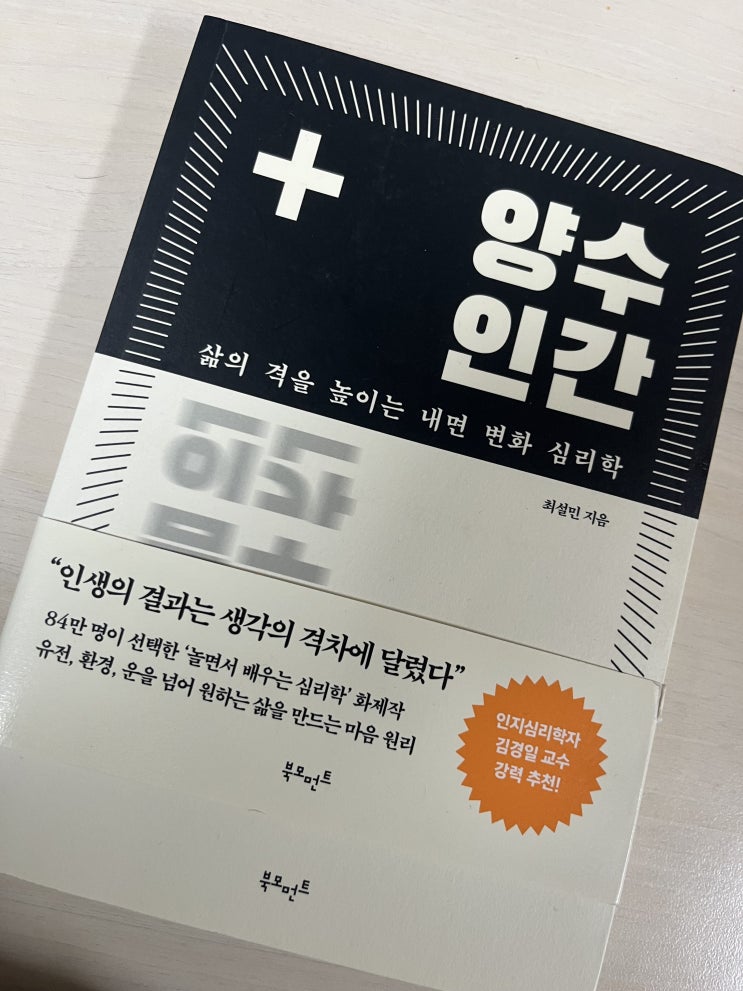 +
양수
인간
삶의 격을 높이는 내면 변화 심리학
최설민 지음
“인생의 결과는 생각의 격차에 달렸다”
84만 명이 선택한 ‘놀면서 배우는 심리학’ 화제작
유전, 환경, 운을 넘어 원하는 삶을 만드는 마음 원리
북모먼트
인지심리학자
김경일 교수
강력 추천!
북모먼트